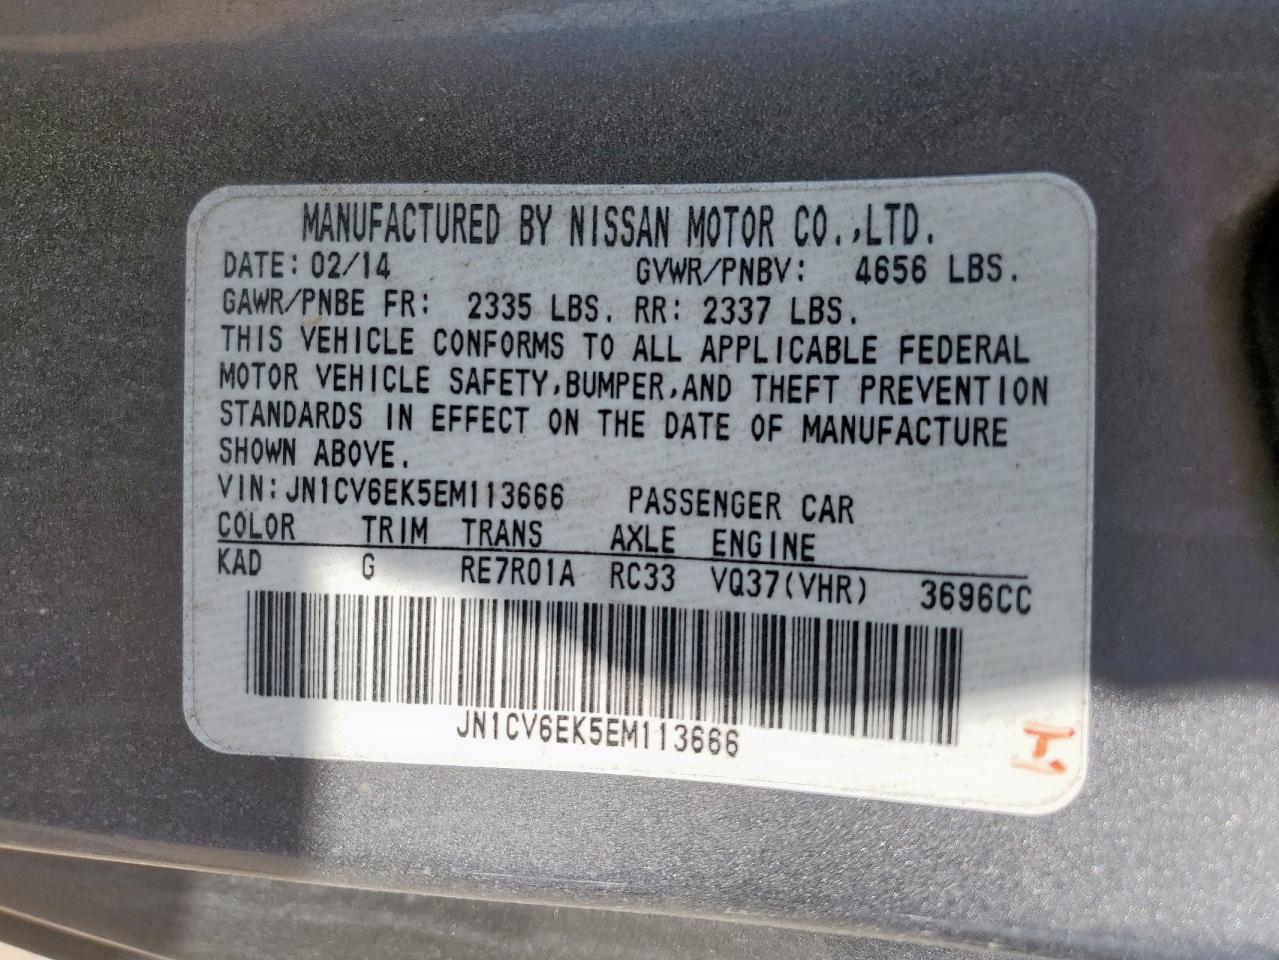 MANUFACTURED BY NISSAN MOTOR CO.,LTD.
DATE: 02/14 GVWR/PNBV: 4656 LBS.
GAWR/PNBE FR: 2335 LBS. RR: 2337 LBS.
THIS VEHICLE CONFORMS TO ALL APPLICABLE FEDERAL
MOTOR VEHICLE SAFETY,BUMPER,AND THEFT PREVENTION
STANDARDS IN EFFECT ON THE DATE OF MANUFACTURE
SHOWN ABOVE.
VIN:JN1CV6EK5EM113666 PASSENGER CAR
COLOR TRIM TRANS AXLE ENGINE
KAD G RE7R01A RC33 VQ37(VHR) 3696CC
JN1CV6EK5EM113666